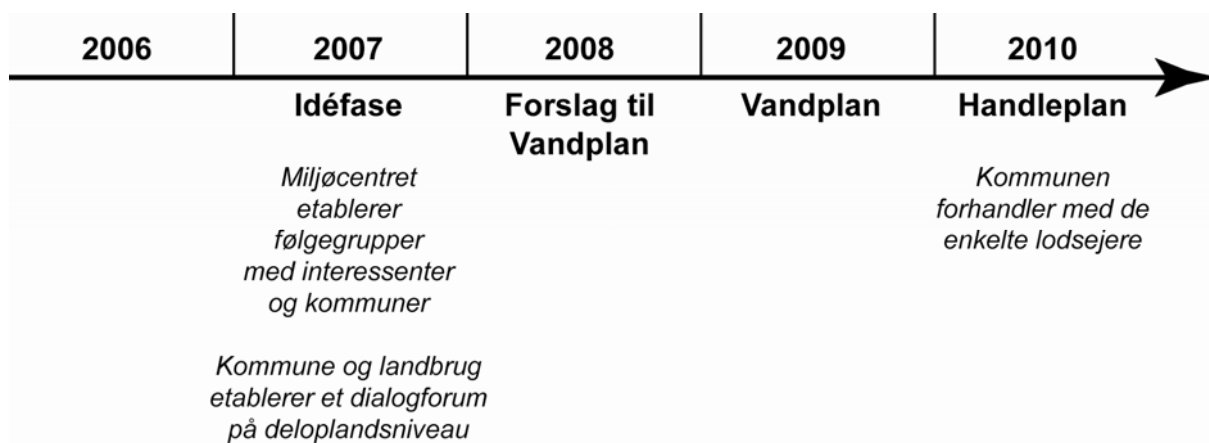 2006 2007 2008 2009 2010
Idéfase
Forslag til
Vandplan
Vandplan
Handleplan
Miljøcentret
etablerer
følgegrupper
med interessenter
og kommuner
Kommunen
forhandler med de
enkelte lodsejere
Kommune og landbrug
etablerer et dialogforum
på deloplandsniveau